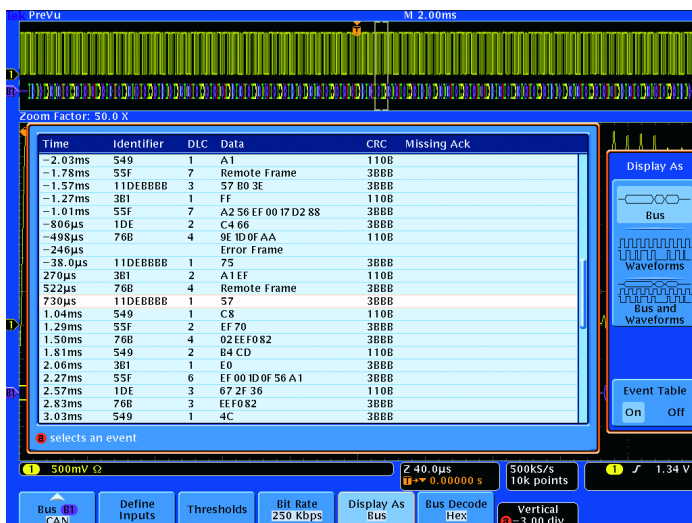 Tek PreVu M 2.00ms
T
1
B1
Zoom Factor: 50.0 X
Time Identifier DLC Data CRC Missing Ack
−2.03ms 549 1 A1 110B
−1.78ms 55F 7 Remote Frame 3BBB
−1.57ms 11DEBBBB 3 57 B0 3E 3BBB
−1.27ms 3B1 1 FF 110B
−1.01ms 55F 7 A2 56 EF 00 17 D2 88 3BBB
−806µs 1DE 2 C4 66 3BBB
−498µs 76B 4 9E 1D 0F AA 110B
−246µs Error Frame
−38.0µs 11DEBBBB 1 75 3BBB
270µs 3B1 2 A1 EF 110B
522µs 76B 4 Remote Frame 3BBB
730µs 11DEBBBB 1 57 3BBB
1.04ms 549 1 C8 110B
1.29ms 55F 2 EF 70 3BBB
1.50ms 76B 4 02 EE F0 82 3BBB
1.81ms 549 2 B4 CD 110B
2.06ms 3B1 1 E0 3BBB
2.27ms 55F 6 EF 00 1D 0F 56 A1 3BBB
2.57ms 1DE 3 67 2F 36 110B
2.83ms 76B 3 EE F0 82 3BBB
3.03ms 549 1 4C 3BBB
a selects an event
Display As
Bus
Waveforms
Bus and
Waveforms
Event Table
On Off
1
B1
1 500mV Ω
Z 40.0µs
T→▼ 0.00000 s
500kS/s
10k points
1 ∫ 1.34 V
Bus B1
CAN
Define
Inputs
Thresholds
Bit Rate
250 Kbps
Display As
Bus
Bus Decode
Hex
Vertical
a −3.00 div